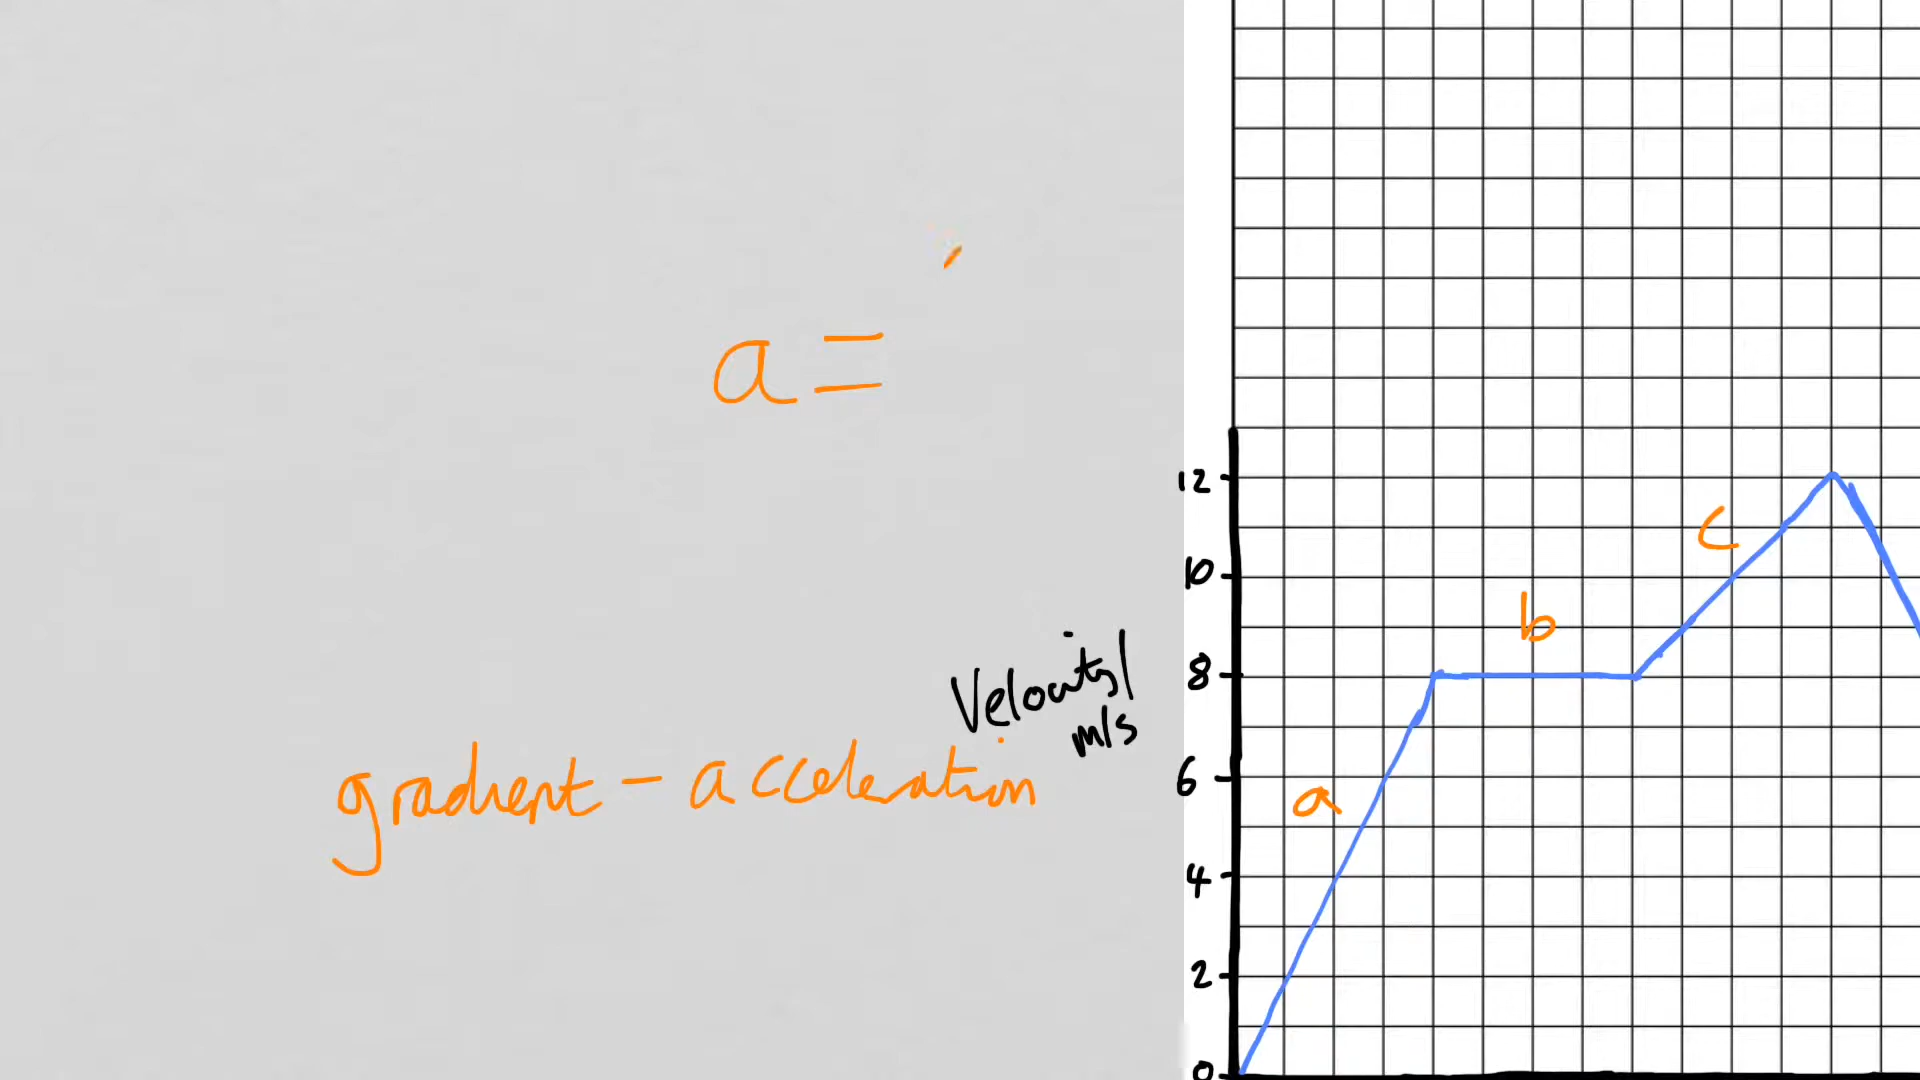 a =
gradient - acceleration
Velocity/
m/s
12
10
8
6
4
2
0
a
b
c